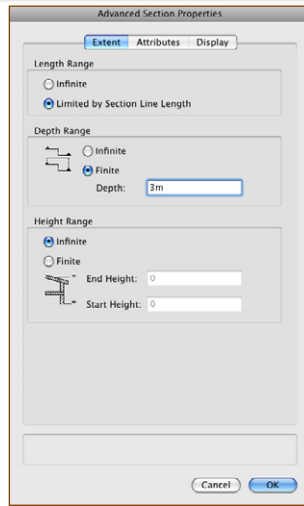 Advanced Section Properties
Extent Attributes Display
Length Range
Infinite
Limited by Section Line Length
Depth Range
Infinite
Finite
Depth: 3m
Height Range
Infinite
Finite
End Height: 0
Start Height: 0
Cancel OK